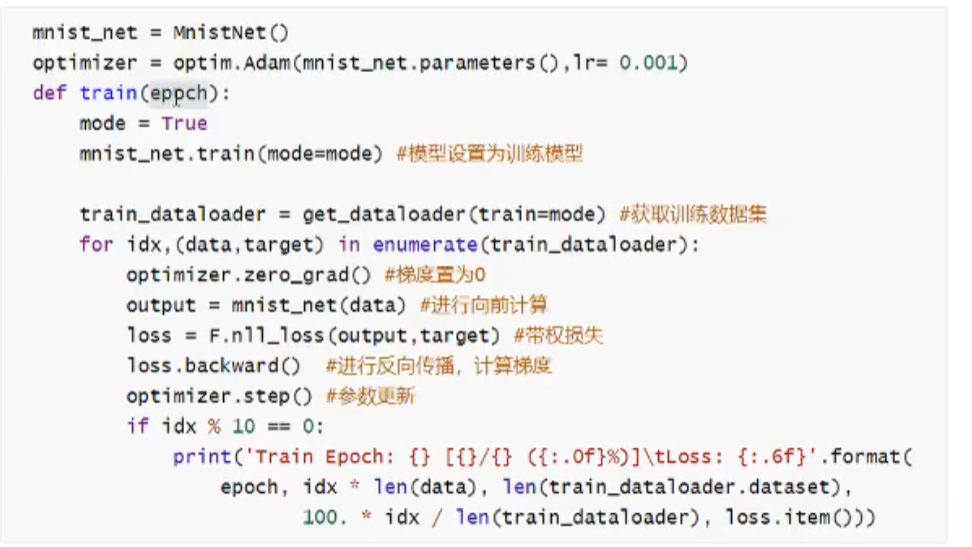 mnist_net = MnistNet()
optimizer = optim.Adam(mnist_net.parameters(),lr= 0.001)
def train(eppch):
    mode = True
    mnist_net.train(mode=mode) #模型设置为训练模型

    train_dataloader = get_dataloader(train=mode) #获取训练数据集
    for idx,(data,target) in enumerate(train_dataloader):
        optimizer.zero_grad() #梯度置为0
        output = mnist_net(data) #进行向前计算
        loss = F.nll_loss(output,target) #带权损失
        loss.backward()  #进行反向传播，计算梯度
        optimizer.step() #参数更新
        if idx % 10 == 0:
            print('Train Epoch: {} [{}/{} ({:.0f}%)]\tLoss: {:.6f}'.format(
                epoch, idx * len(data), len(train_dataloader.dataset),
                       100. * idx / len(train_dataloader), loss.item()))